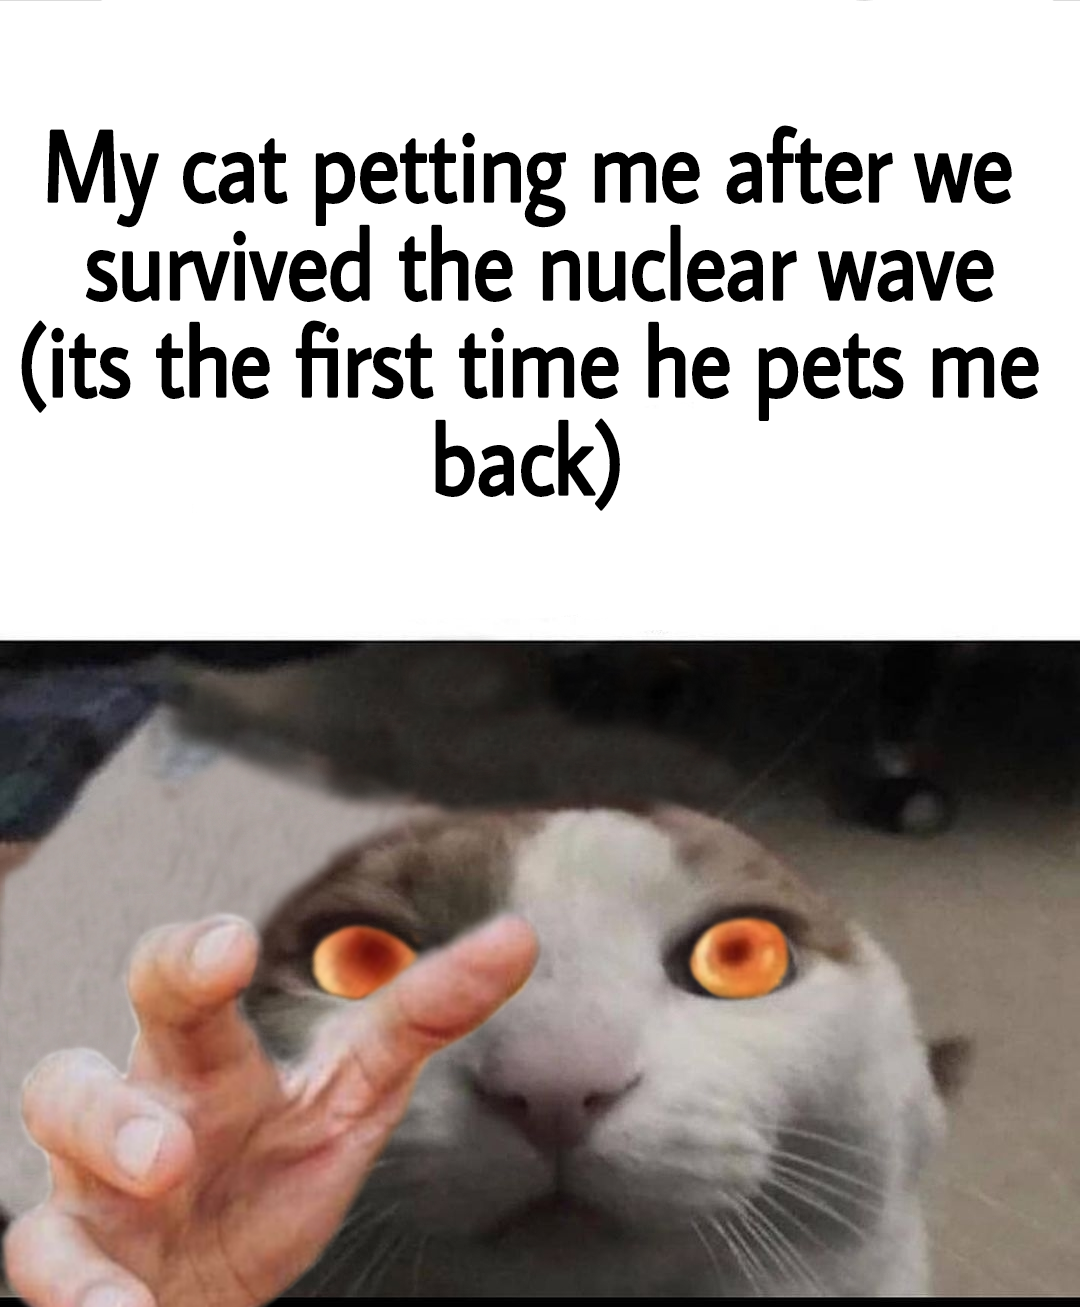 My cat petting me after we
survived the nuclear wave
(its the first time he pets me
back)